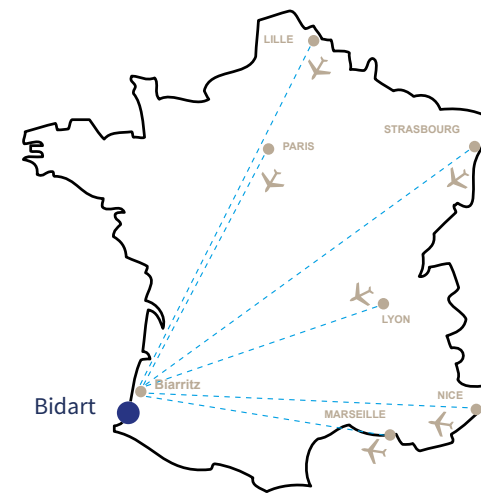 LILLE
STRASBOURG
PARIS
LYON
Biarritz
Bidart
NICE
MARSEILLE